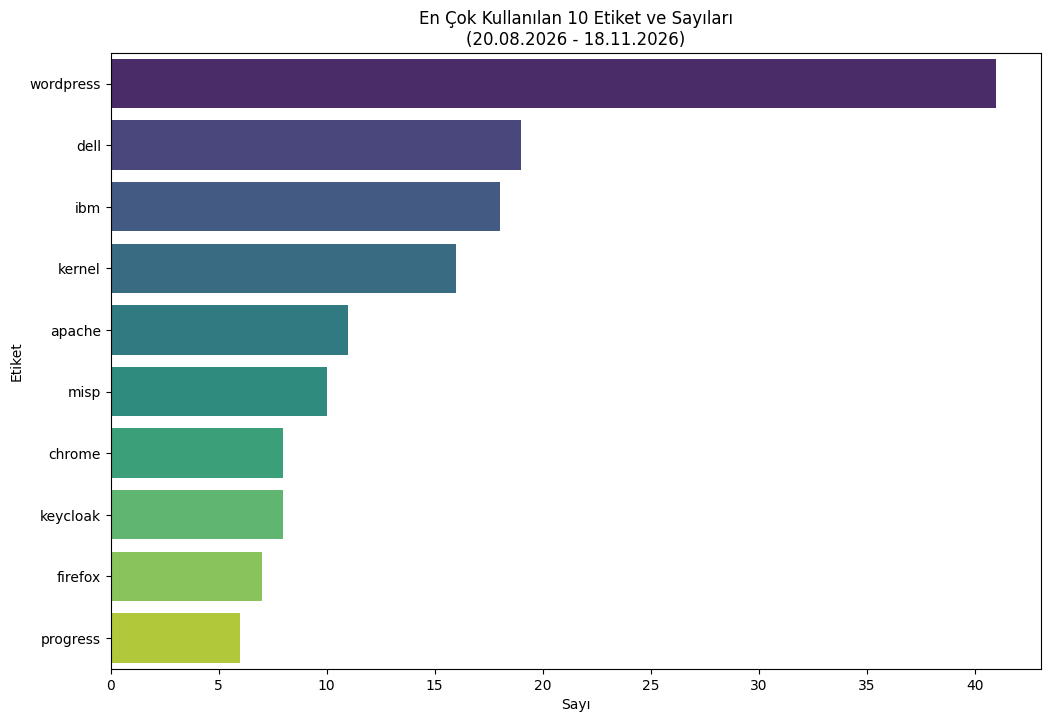 En Çok Kullanılan 10 Etiket ve Sayıları
(20.08.2026 - 18.11.2026)
wordpress
dell
ibm
kernel
apache
misp
chrome
keycloak
firefox
progress
Etiket
0 5 10 15 20 25 30 35 40
Sayı